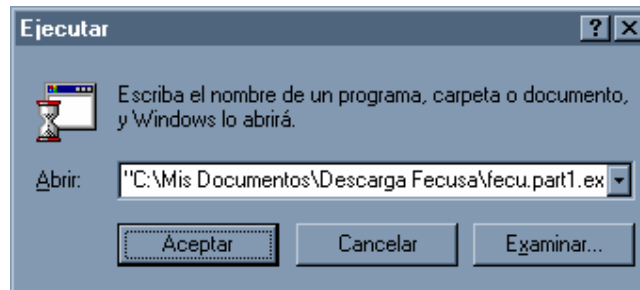 Ejecutar
Escriba el nombre de un programa, carpeta o documento,
y Windows lo abrirá.
Abrir: "C:\Mis Documentos\Descarga Fecusa\fecu.part1.ex
Aceptar Cancelar Examinar...